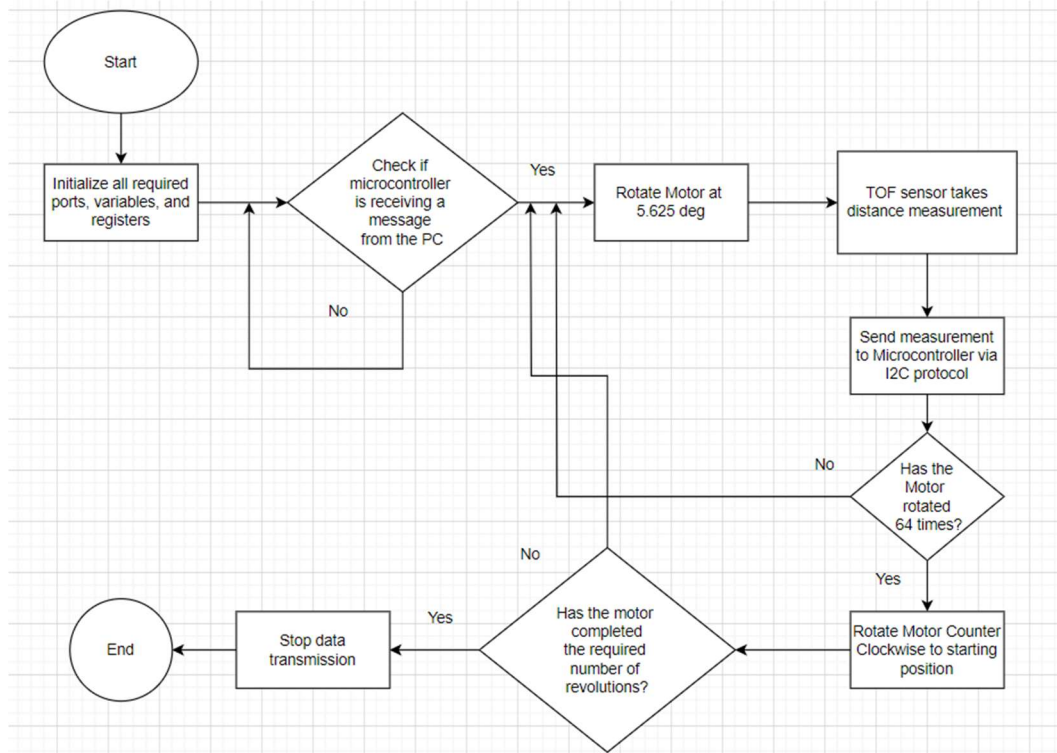 Start
Initialize all required
ports, variables, and
registers
Check if
microcontroller
is receiving a
message
from the PC
No
Yes
Rotate Motor at
5.625 deg
TOF sensor takes
distance measurement
Send measurement
to Microcontroller via
I2C protocol
Has the
Motor
rotated
64 times?
No
Yes
Rotate Motor Counter
Clockwise to starting
position
Has the motor
completed
the required
number of
revolutions?
No
Yes
Stop data
transmission
End